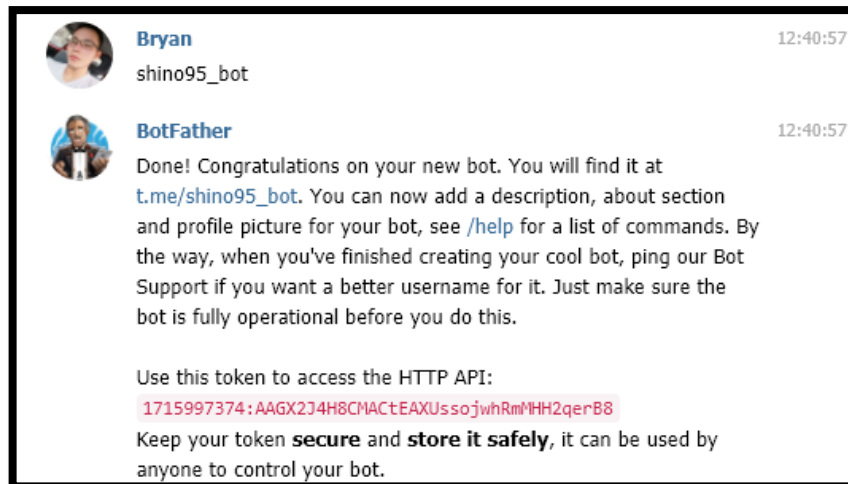 Bryan 12:40:57
shino95_bot
BotFather 12:40:57
Done! Congratulations on your new bot. You will find it at
t.me/shino95_bot. You can now add a description, about section
and profile picture for your bot, see /help for a list of commands. By
the way, when you've finished creating your cool bot, ping our Bot
Support if you want a better username for it. Just make sure the
bot is fully operational before you do this.
Use this token to access the HTTP API:
1715997374:AAGX2J4H8CMACtEAXUssojwhRmMHH2qerB8
Keep your token secure and store it safely, it can be used by
anyone to control your bot.